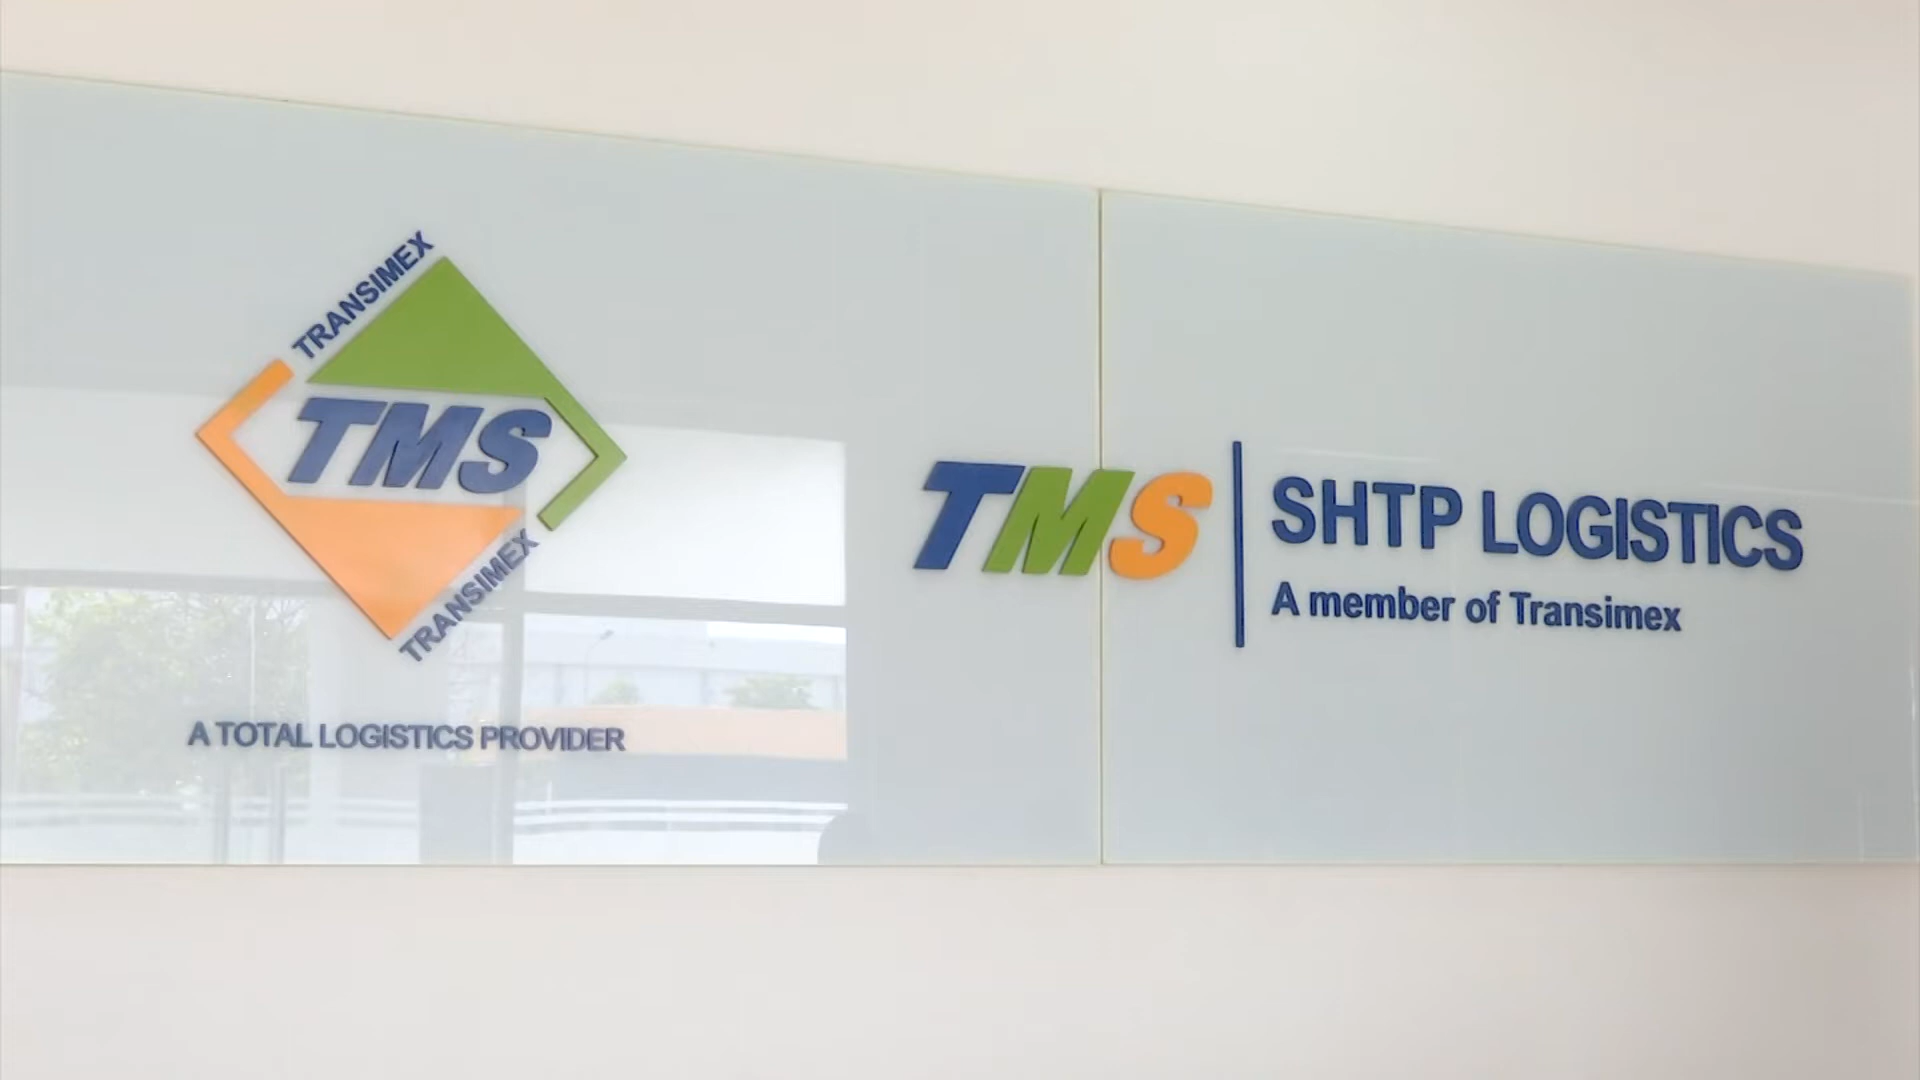 TRANSIMEX
TMS
TRANSIMEX
A TOTAL LOGISTICS PROVIDER
TMS
SHTP LOGISTICS
A member of Transimex